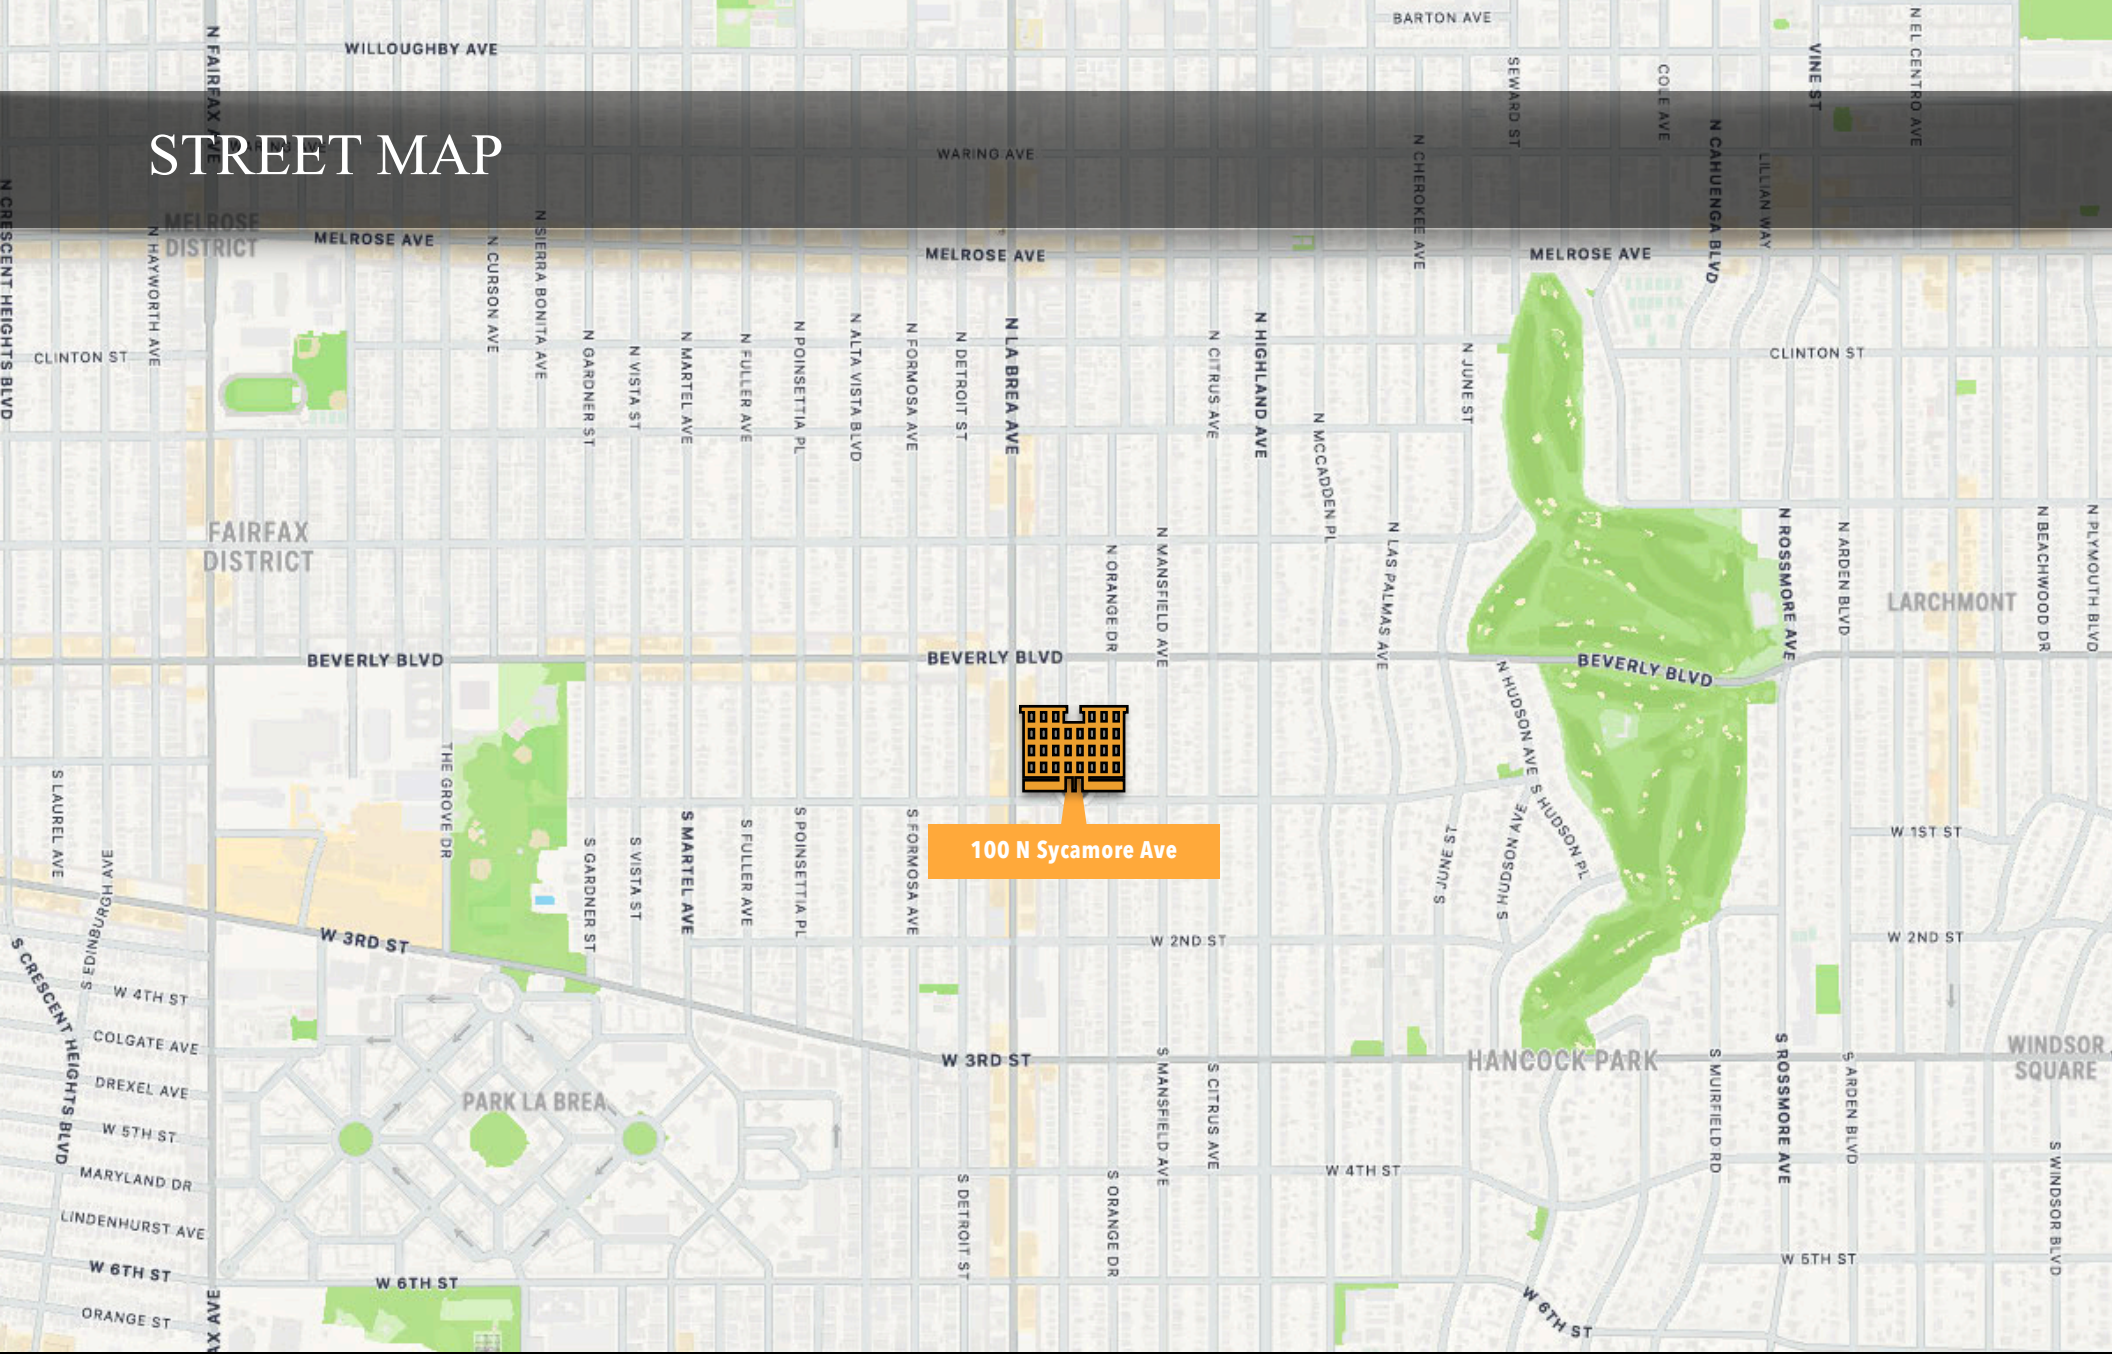 BARTON AVE
N EL CENTRO AVE
WILLOUGHBY AVE
N FAIRFAX AVE
VINE ST
SEWARD ST
COLE AVE
N CAHUENGA BLVD
STREET MAP
WARING AVE
WARING AVE
N CHEROKEE AVE
LILLIAN WAY
N CRESCENT HEIGHTS BLVD
MELROSE
DISTRICT
N HAYWORTH AVE
MELROSE AVE
N CURSON AVE
N SIERRA BONITA AVE
MELROSE AVE
MELROSE AVE
CLINTON ST
N GARDNER ST
N VISTA ST
N MARTEL AVE
N FULLER AVE
N POINSETTIA PL
N ALTA VISTA BLVD
N FORMOSA AVE
N DETROIT ST
N LA BREA AVE
N CITRUS AVE
N HIGHLAND AVE
N JUNE ST
CLINTON ST
N MCCADDEN PL
FAIRFAX
DISTRICT
N ORANGE DR
N MANSFIELD AVE
N LAS PALMAS AVE
N ROSSMORE AVE
N ARDEN BLVD
LARCHMONT
N BEACHWOOD DR
N PLYMOUTH BLVD
BEVERLY BLVD
BEVERLY BLVD
BEVERLY BLVD
N HUDSON AVE
S HUDSON PL
S LAUREL AVE
THE GROVE DR
S GARDNER ST
S VISTA ST
S MARTEL AVE
S FULLER AVE
S POINSETTIA PL
S FORMOSA AVE
100 N Sycamore Ave
S JUNE ST
S HUDSON AVE
W 1ST ST
S EDINBURGH AVE
W 3RD ST
W 2ND ST
W 2ND ST
S CRESCENT HEIGHTS BLVD
W 4TH ST
COLGATE AVE
DREXEL AVE
W 5TH ST
MARYLAND DR
LINDENHURST AVE
W 6TH ST
ORANGE ST
PARK LA BREA
W 3RD ST
HANCOCK PARK
WINDSOR
SQUARE
S MANSFIELD AVE
S CITRUS AVE
W 4TH ST
S MUIRFIELD RD
S ROSSMORE AVE
S ARDEN BLVD
S WINDSOR BLVD
S DETROIT ST
S ORANGE DR
W 5TH ST
W 6TH ST
W 6TH ST
AX AVE